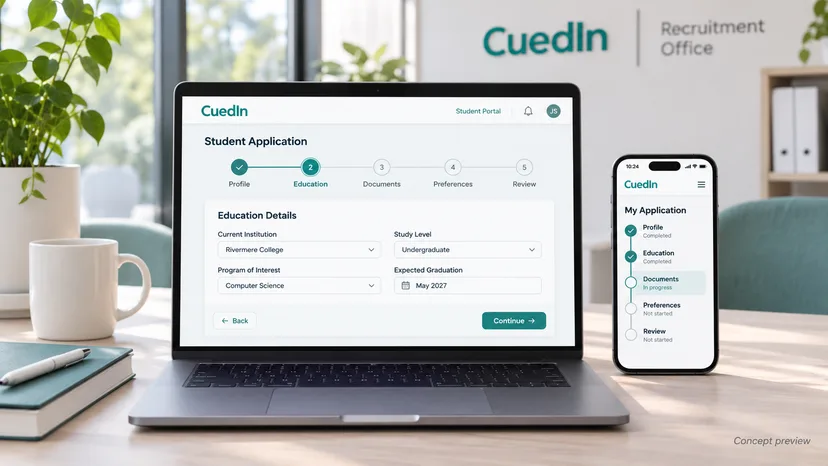 CuedIn
Recruitment
Office
CuedIn
Student Portal
JS
Student Application
2
3
4
5
Profile
Education
Documents
Preferences
Review
Education Details
Current Institution
Rivermere College
Study Level
Undergraduate
Program of Interest
Computer Science
Expected Graduation
May 2027
← Back
Continue →
10:24
CuedIn
My Application
Profile
Completed
Education
Completed
Documents
In progress
Preferences
Not started
Review
Not started
Concept preview